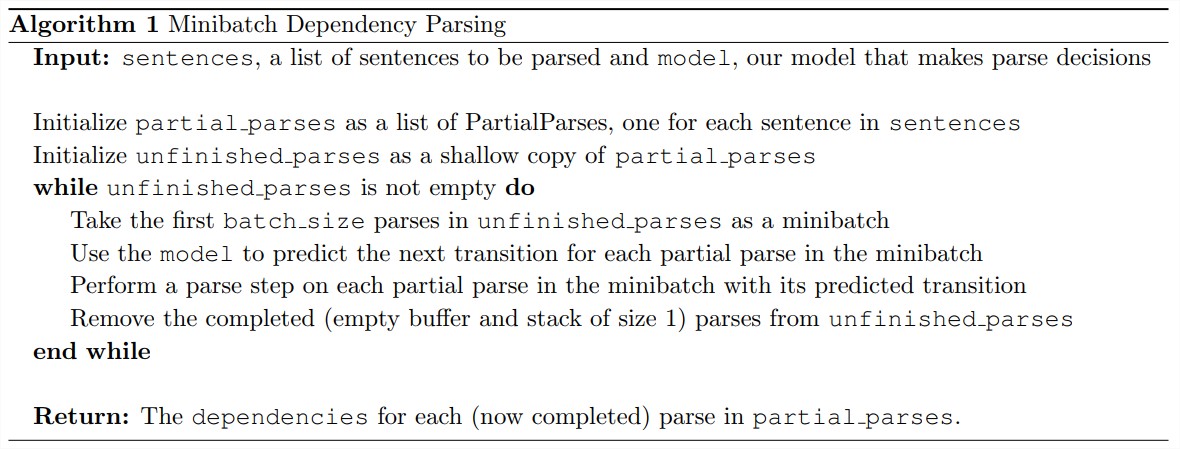 Algorithm 1 Minibatch Dependency Parsing
Input: sentences, a list of sentences to be parsed and model, our model that makes parse decisions
Initialize partial_parses as a list of PartialParses, one for each sentence in sentences
Initialize unfinished_parses as a shallow copy of partial_parses
while unfinished_parses is not empty do
Take the first batch_size parses in unfinished_parses as a minibatch
Use the model to predict the next transition for each partial parse in the minibatch
Perform a parse step on each partial parse in the minibatch with its predicted transition
Remove the completed (empty buffer and stack of size 1) parses from unfinished_parses
end while
Return: The dependencies for each (now completed) parse in partial_parses.